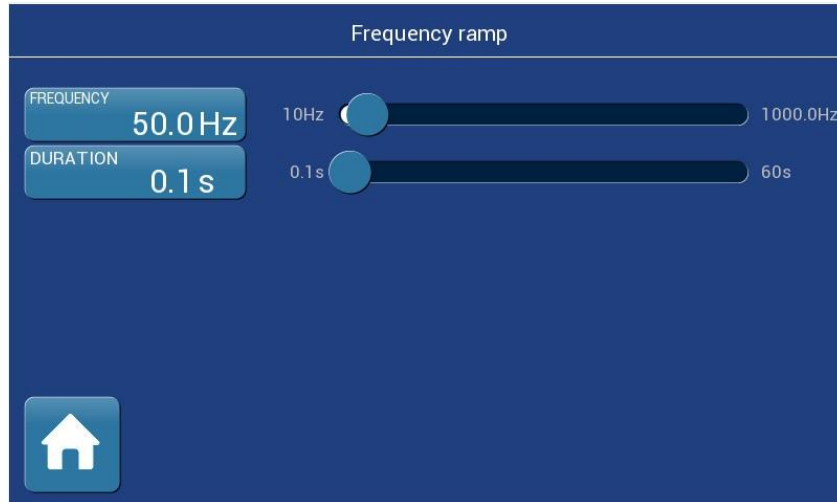 Frequency ramp
FREQUENCY
50.0 Hz
10Hz
1000.0Hz
DURATION
0.1 s
0.1s
60s